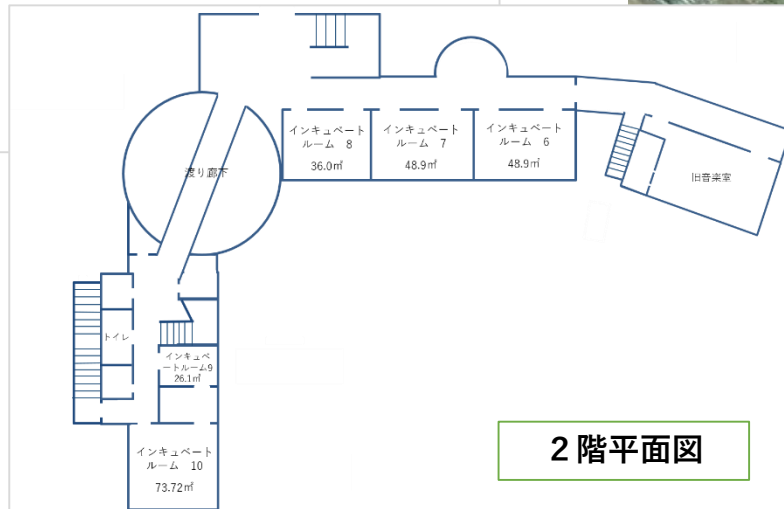 インキュベート
ルーム　8
36.0㎡
インキュベート
ルーム　7
48.9㎡
インキュベート
ルーム　6
48.9㎡
渡り廊下
旧音楽室
トイレ
インキュベ
ートルーム9
26.1㎡
インキュベート
ルーム　10
73.72㎡
２階平面図